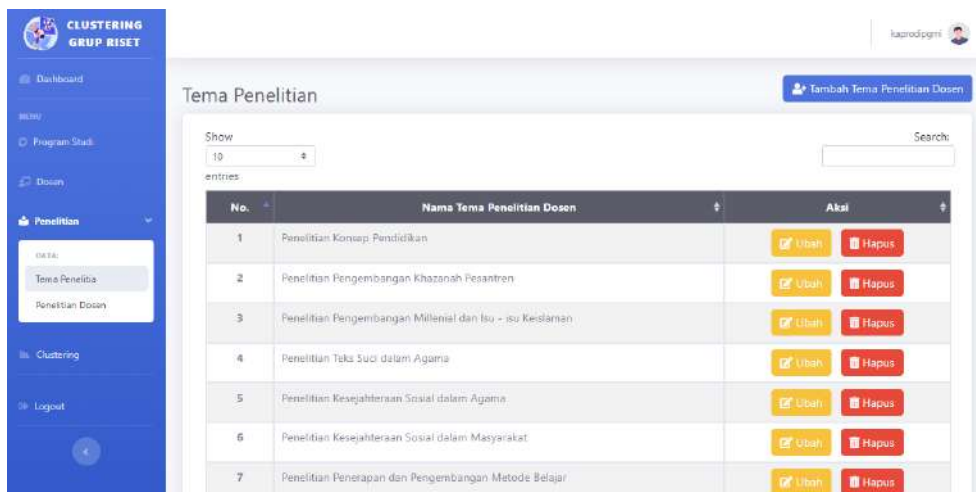 CLUSTERING
GRUP RISET
kaprodipgmi
Dashboard
MENU
Program Studi
Dosen
Penelitian
DATA:
Tema Penelitia
Penelitian Dosen
Clustering
Logout
Tema Penelitian
Tambah Tema Penelitian Dosen
Show
10
entries
Search:
No. Nama Tema Penelitian Dosen Aksi
1 Penelitian Konsep Pendidikan Ubah Hapus
2 Penelitian Pengembangan Khazanah Pesantren Ubah Hapus
3 Penelitian Pengembangan Millenial dan Isu - isu Keislaman Ubah Hapus
4 Penelitian Teks Suci dalam Agama Ubah Hapus
5 Penelitian Kesejahteraan Sosial dalam Agama Ubah Hapus
6 Penelitian Kesejahteraan Sosial dalam Masyarakat Ubah Hapus
7 Penelitian Penerapan dan Pengembangan Metode Belajar Ubah Hapus